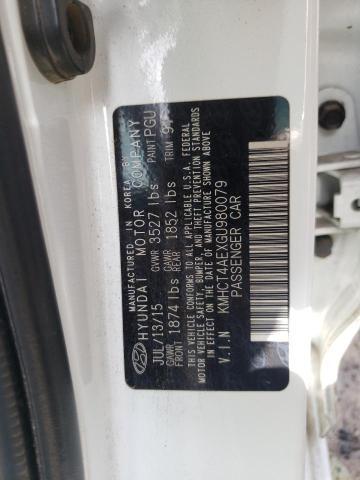 MANUFACTURED IN KOREA BY
HYUNDAI MOTOR COMPANY
JUL/13/15 GVWR 3527 lbs PAINT PGU
GAWR FRONT 1874 lbs GAWR REAR 1852 lbs TRIM 9Y
THIS VEHICLE CONFORMS TO ALL APPLICABLE U.S.A. FEDERAL
MOTOR VEHICLE SAFETY, BUMPER, AND THEFT PREVENTION STANDARDS
IN EFFECT ON THE DATE OF MANUFACTURE SHOWN ABOVE.
V.I.N KMHCT4AEXGU980079
PASSENGER CAR